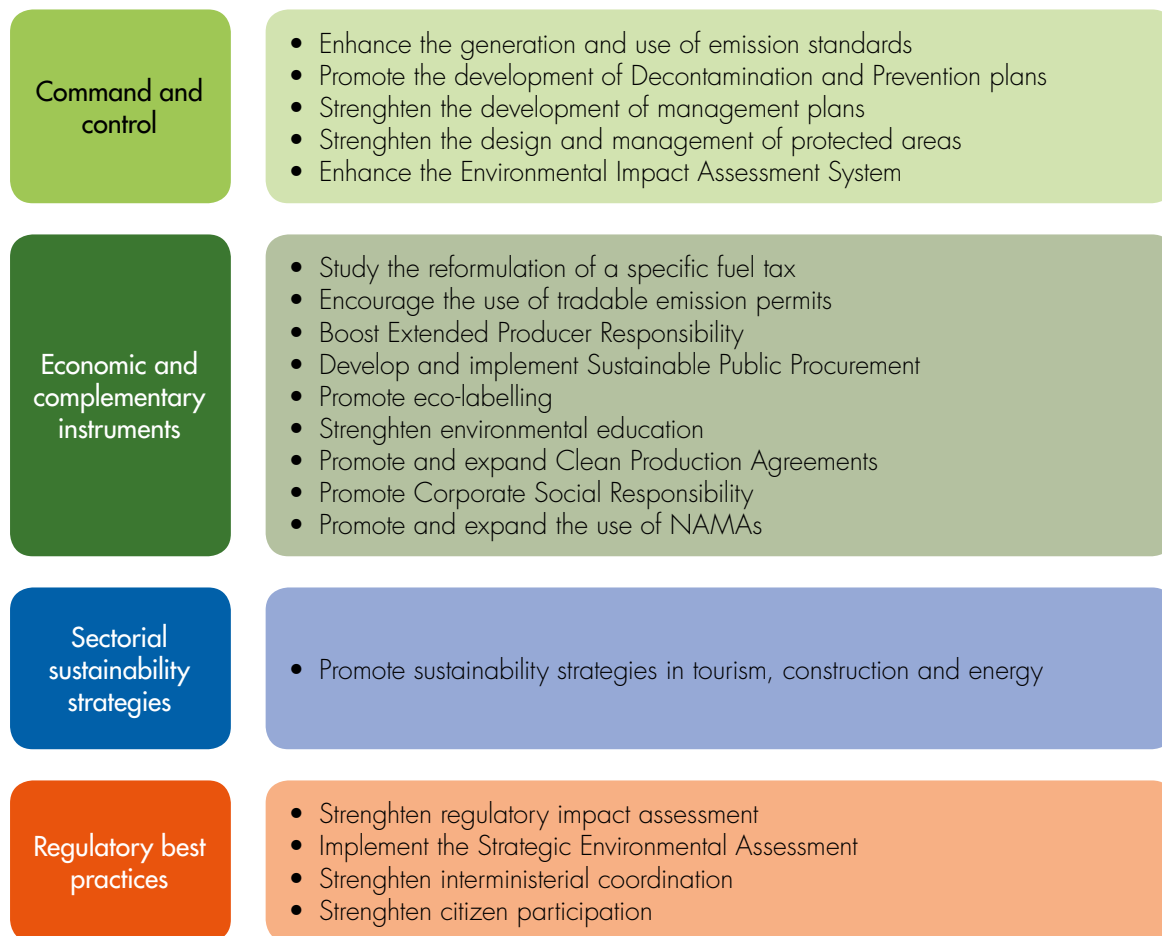 Command and
control
• Enhance the generation and use of emission standards
• Promote the development of Decontamination and Prevention plans
• Strenghten the development of management plans
• Strenghten the design and management of protected areas
• Enhance the Environmental Impact Assessment System
Economic and
complementary
instruments
• Study the reformulation of a specific fuel tax
• Encourage the use of tradable emission permits
• Boost Extended Producer Responsibility
• Develop and implement Sustainable Public Procurement
• Promote eco-labelling
• Strenghten environmental education
• Promote and expand Clean Production Agreements
• Promote Corporate Social Responsibility
• Promote and expand the use of NAMAs
Sectorial
sustainability
strategies
• Promote sustainability strategies in tourism, construction and energy
Regulatory best
practices
• Strenghten regulatory impact assessment
• Implement the Strategic Environmental Assessment
• Strenghten interministerial coordination
• Strenghten citizen participation